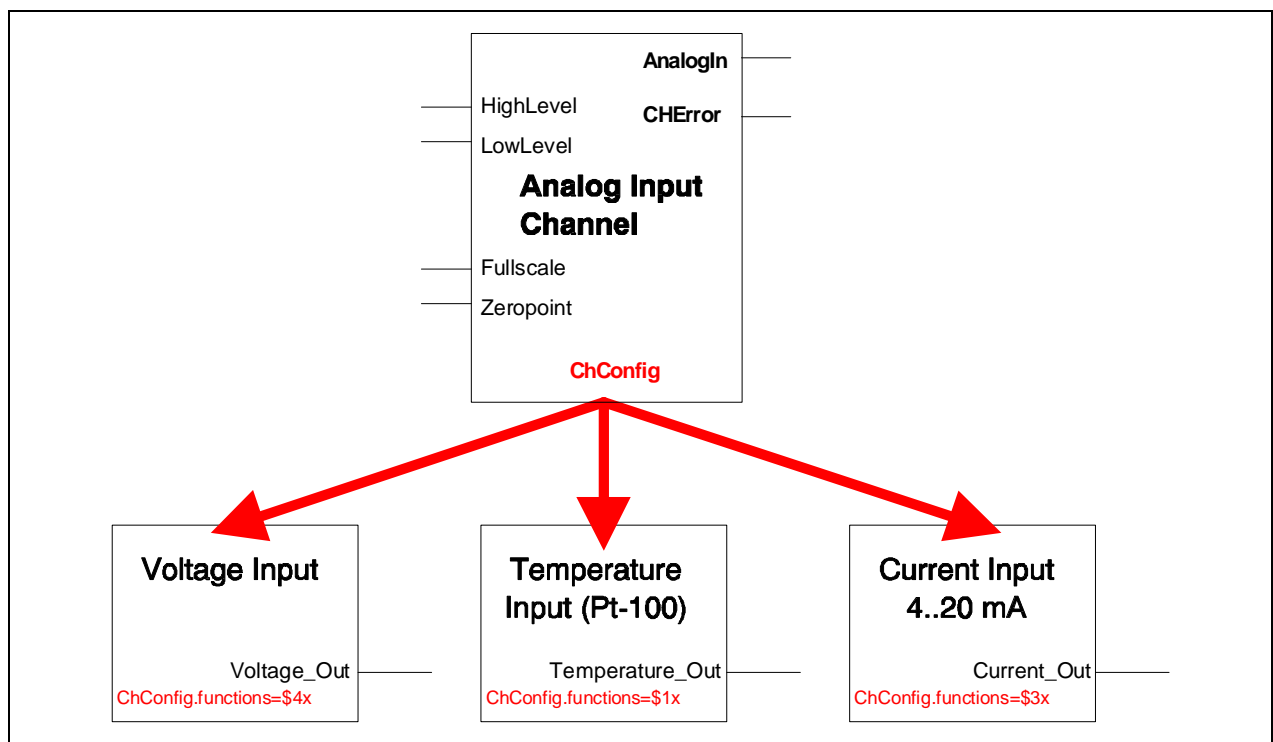 AnalogIn
HighLevel
CHError
LowLevel
Analog Input
Channel
Fullscale
Zeropoint
ChConfig
Voltage Input
Voltage_Out
ChConfig.functions=$4x
Temperature
Input (Pt-100)
Temperature_Out
ChConfig.functions=$1x
Current Input
4..20 mA
Current_Out
ChConfig.functions=$3x